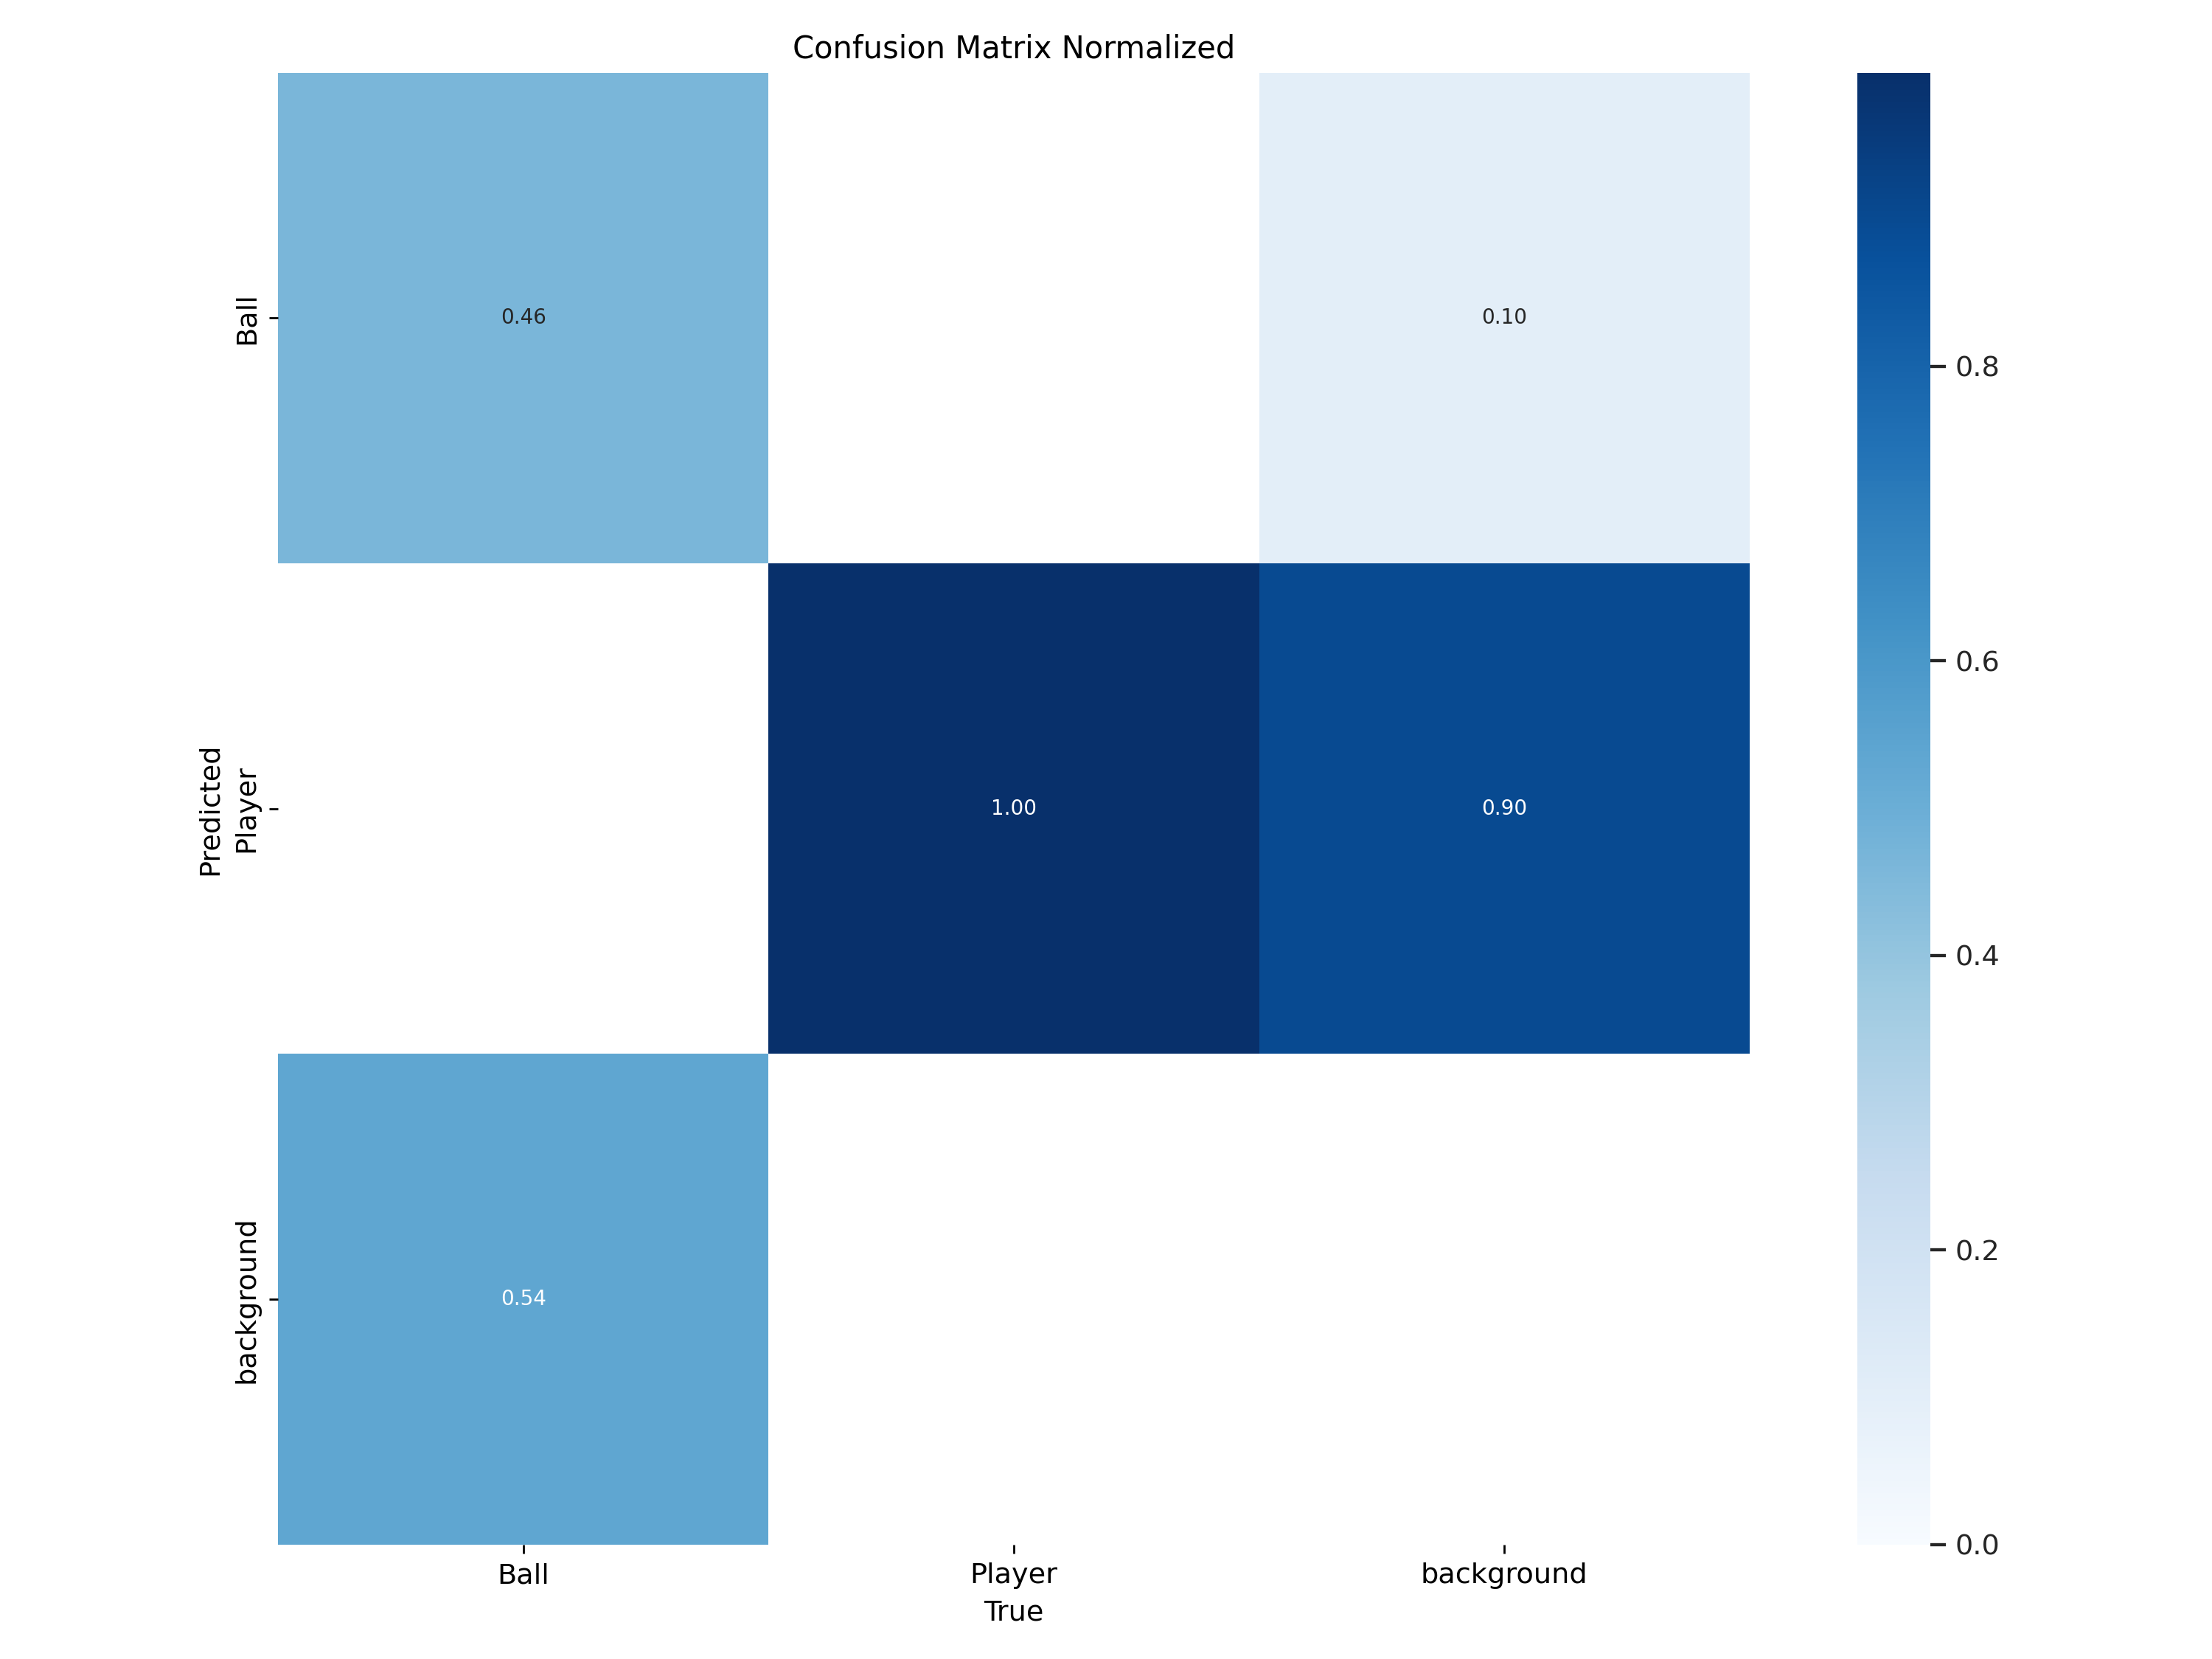 Confusion Matrix Normalized
Ball
0.46
0.10
0.8
0.6
Predicted
Player
1.00
0.90
0.4
background
0.54
0.2
0.0
Ball
Player
background
True